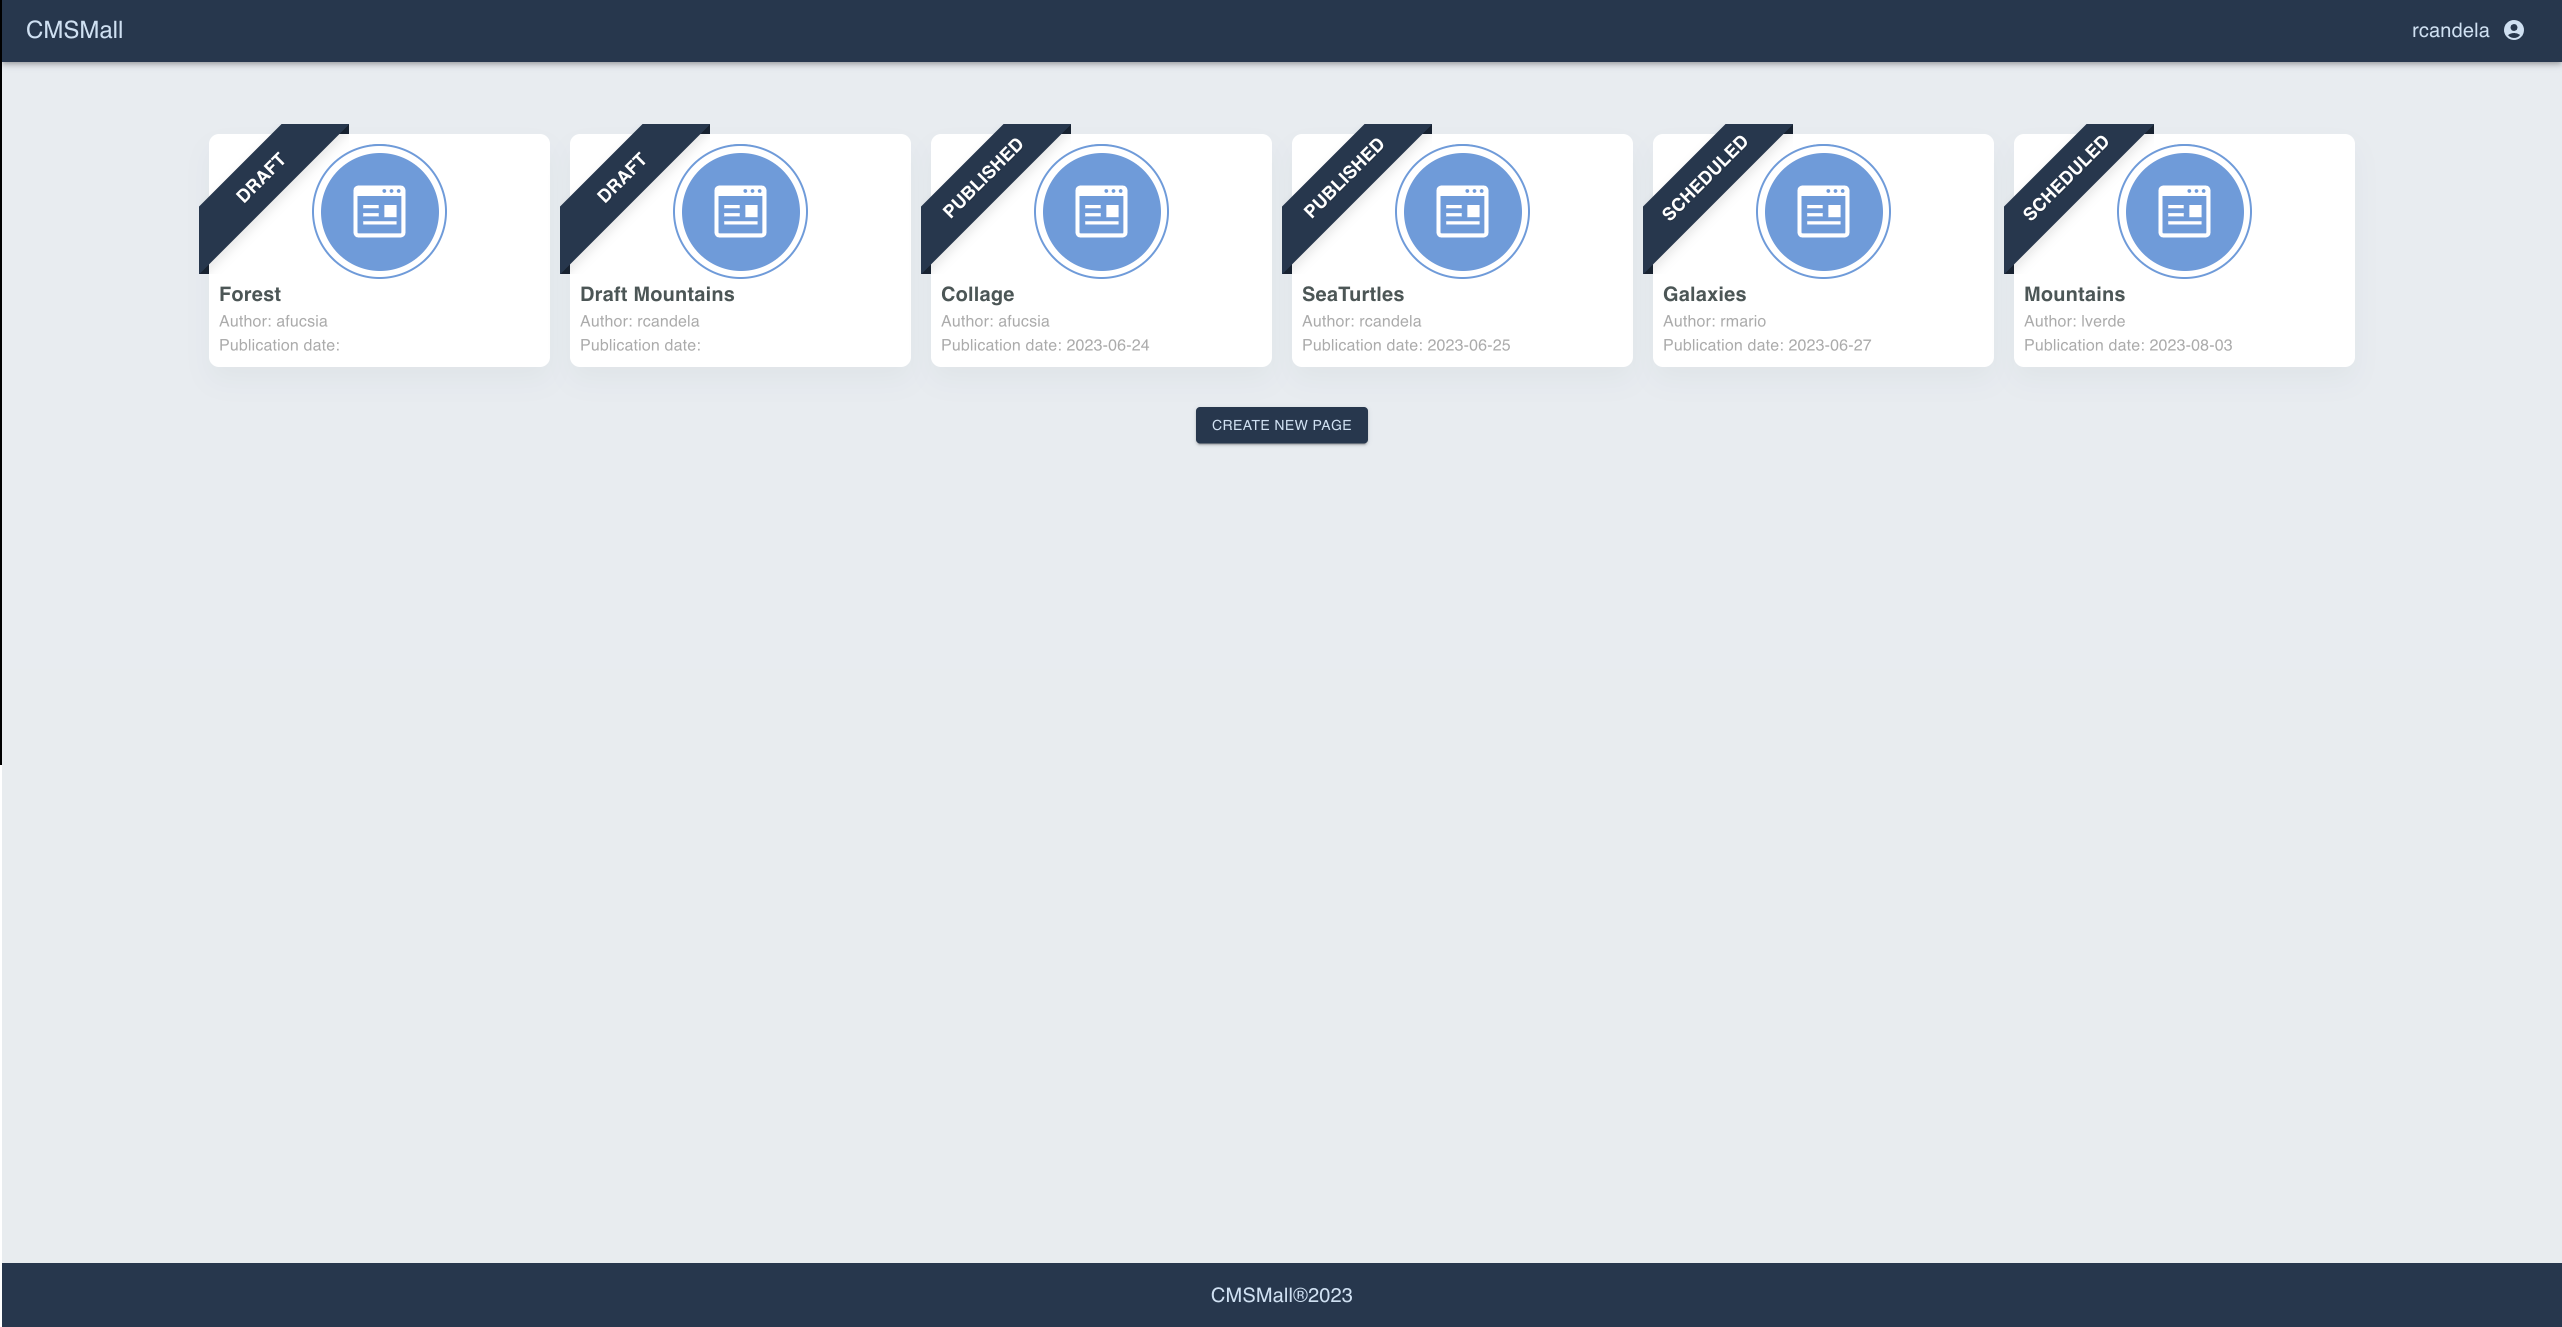 CMSMall
rcandela
DRAFT
Forest
Author: afucsia
Publication date:
DRAFT
Draft Mountains
Author: rcandela
Publication date:
PUBLISHED
Collage
Author: afucsia
Publication date: 2023-06-24
PUBLISHED
SeaTurtles
Author: rcandela
Publication date: 2023-06-25
SCHEDULED
Galaxies
Author: rmario
Publication date: 2023-06-27
SCHEDULED
Mountains
Author: lverde
Publication date: 2023-08-03
CREATE NEW PAGE
CMSMall®2023